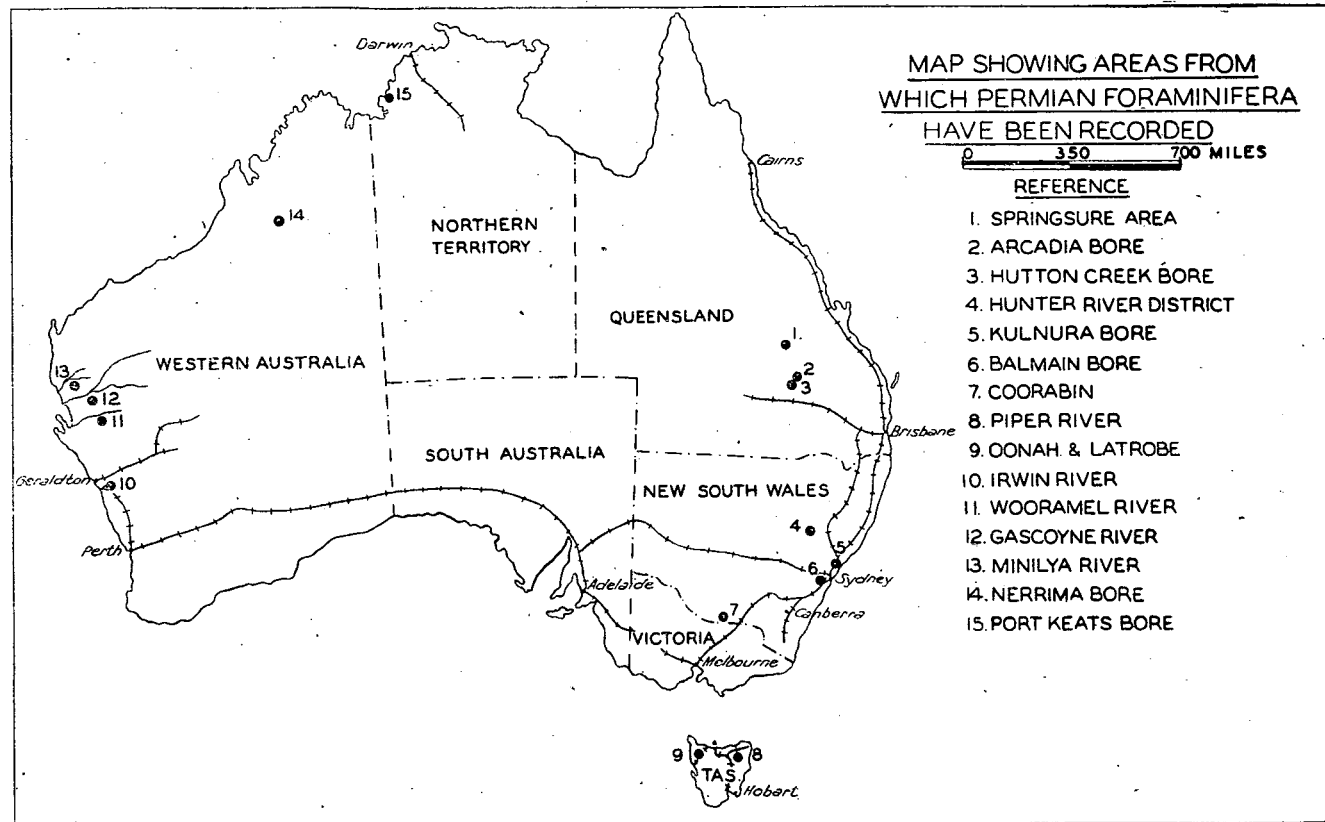 MAP SHOWING AREAS FROM
WHICH PERMIAN FORAMINIFERA
HAVE BEEN RECORDED
0 350 700 MILES
REFERENCE
1. SPRINGSURE AREA
2. ARCADIA BORE
3. HUTTON CREEK BORE
4. HUNTER RIVER DISTRICT
5. KULNURA BORE
6. BALMAIN BORE
7. COORABIN
8. PIPER RIVER
9. OONAH & LATROBE
10. IRWIN RIVER
11. WOORAMEL RIVER
12. GASCOYNE RIVER
13. MINILYA RIVER
14. NERRIMA BORE
15. PORT KEATS BORE
Darwin
15
Cairns
14
NORTHERN
TERRITORY
QUEENSLAND
1.
WESTERN AUSTRALIA
2
3
13
12
11
Brisbane
SOUTH AUSTRALIA
Geraldton
10
NEW SOUTH WALES
4
Perth
5
6
Sydney
Adelaide
7
Canberra
VICTORIA
Melbourne
9
8
TAS.
Hobart